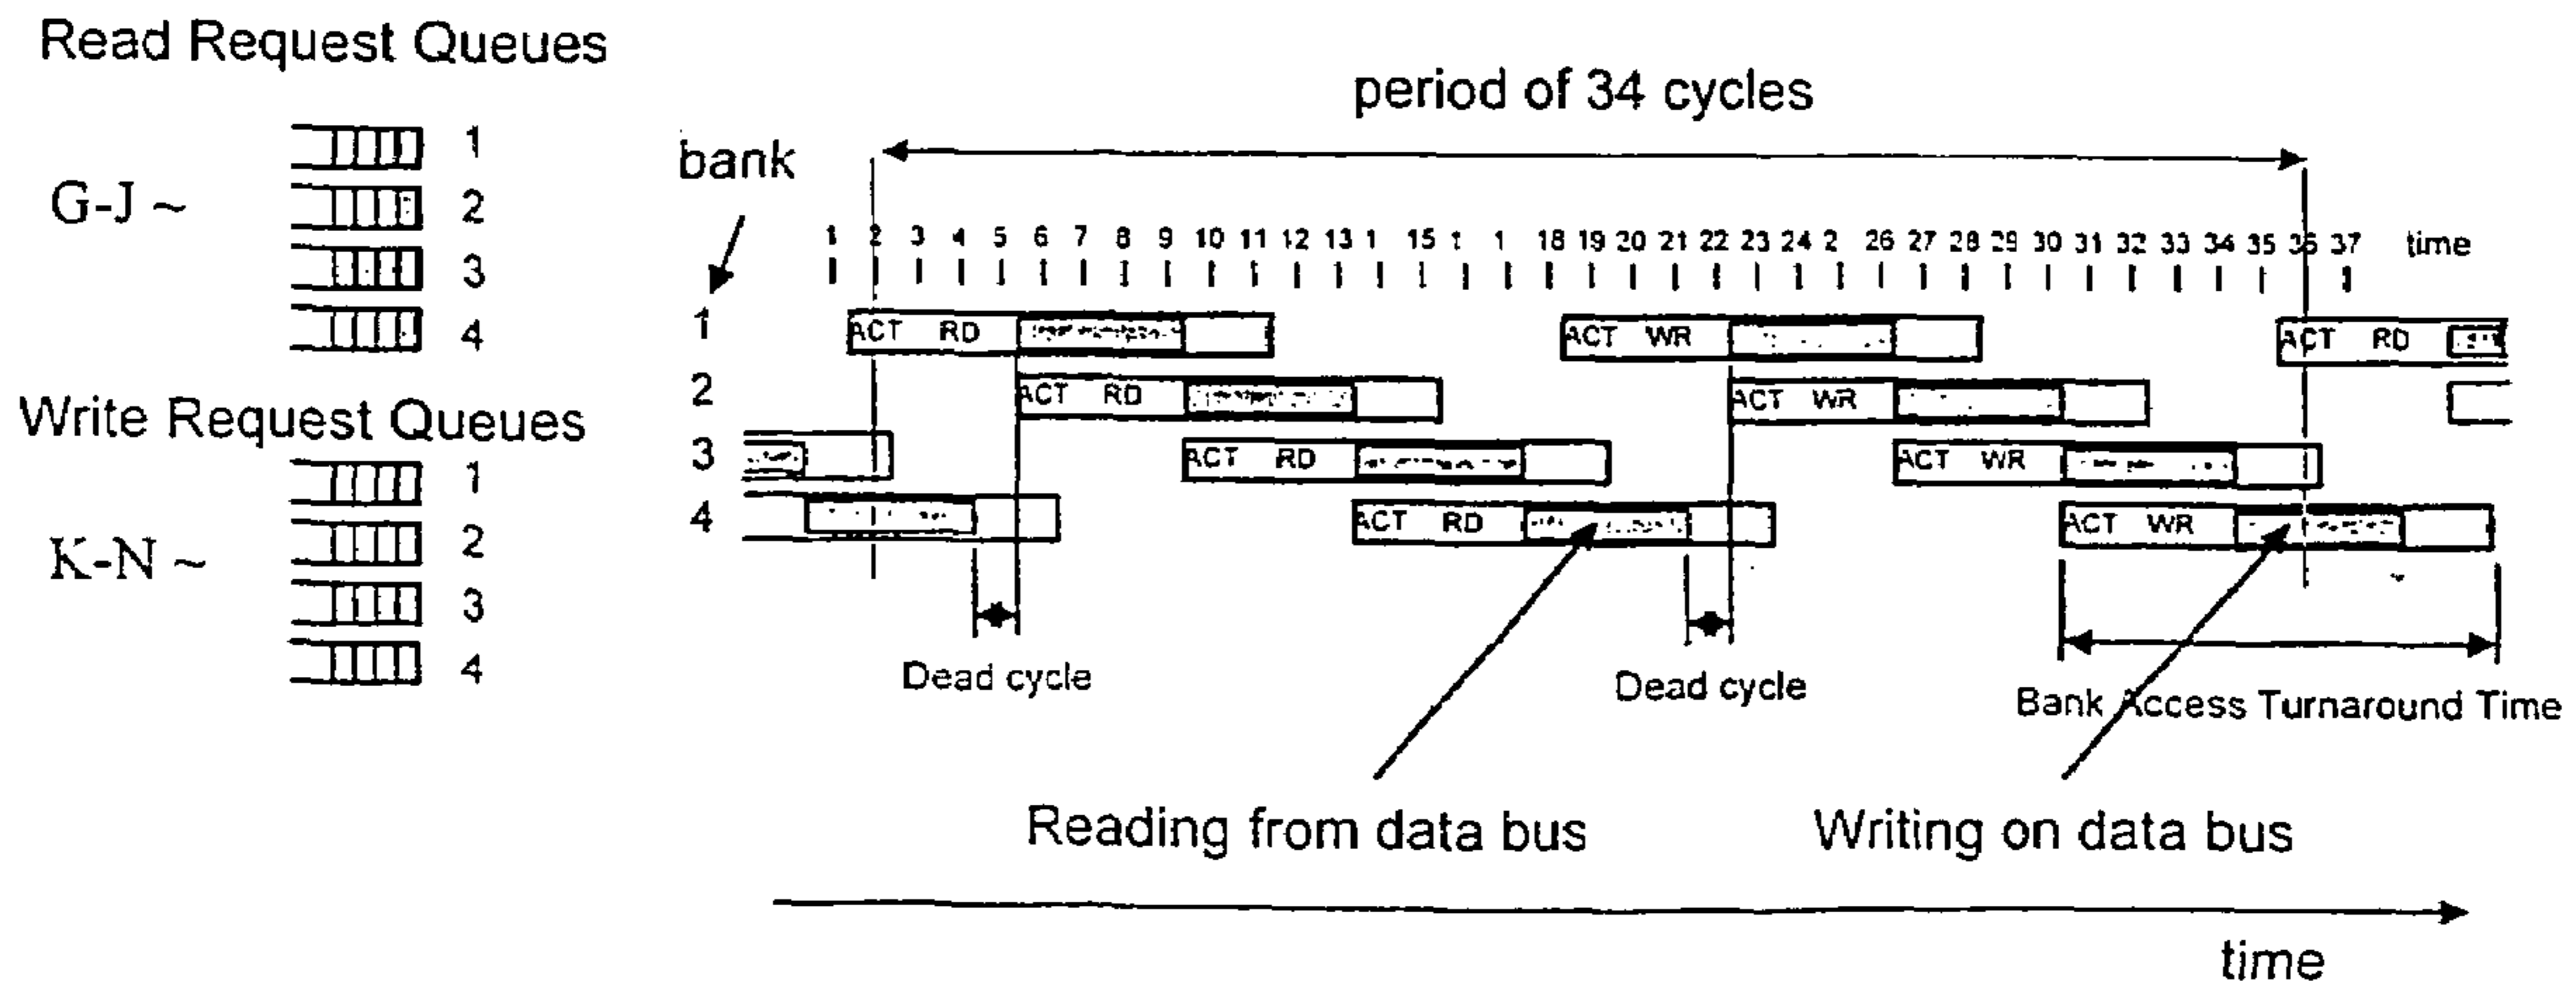 Read Request Queues
G-J ~
1
2
3
4
Write Request Queues
K-N ~
1
2
3
4
period of 34 cycles
bank
1 2 3 4 5 6 7 8 9 10 11 12 13 1 15 1 1 18 19 20 21 22 23 24 2 26 27 28 29 30 31 32 33 34 35 36 37 time
1 ACT RD ACT WR ACT RD
2 ACT RD ACT WR
3 ACT RD ACT WR
4 ACT RD ACT WR
Dead cycle
Dead cycle
Bank Access Turnaround Time
Reading from data bus
Writing on data bus
time